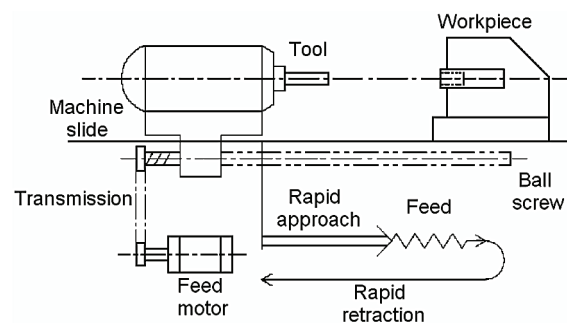 Workpiece
Tool
Machine
slide
Transmission
Ball
screw
Rapid
approach
Feed
Feed
motor
Rapid
retraction